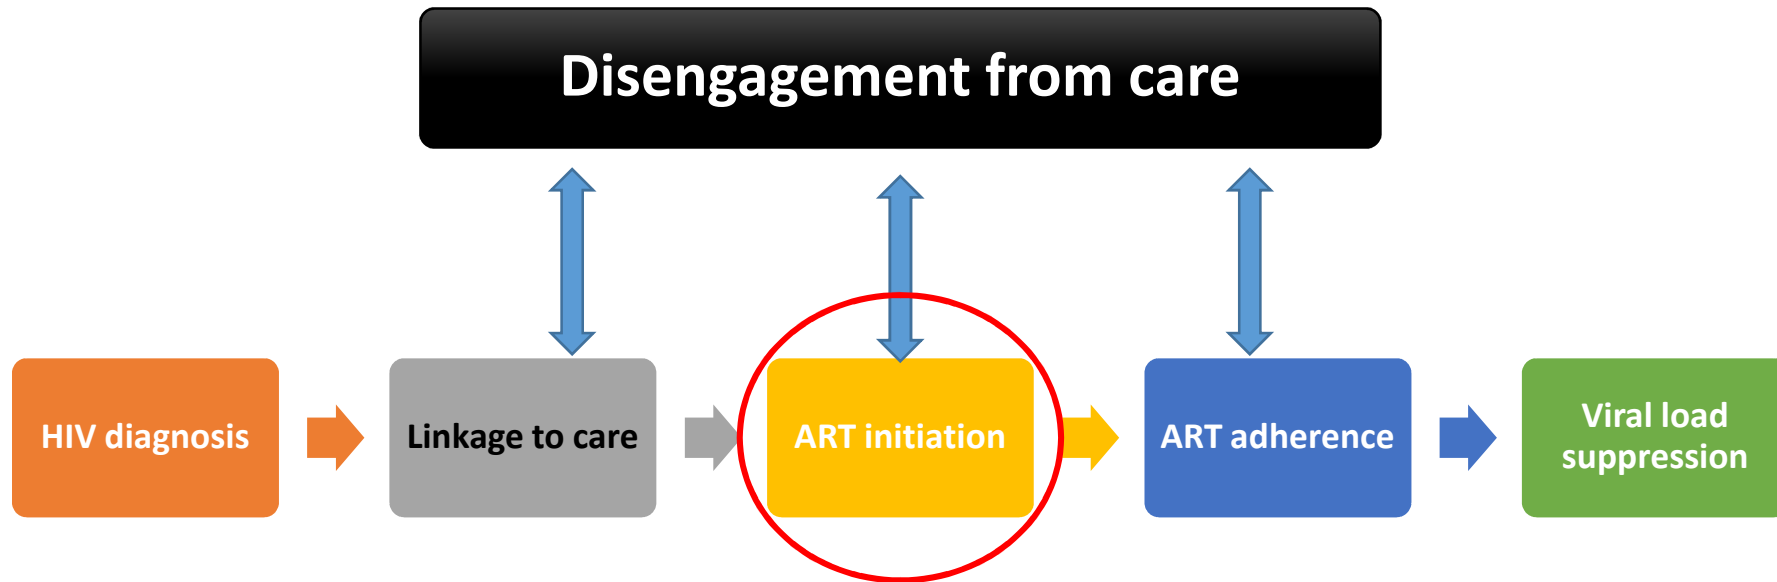 Disengagement from care
HIV diagnosis
Linkage to care
ART initiation
ART adherence
Viral load
suppression